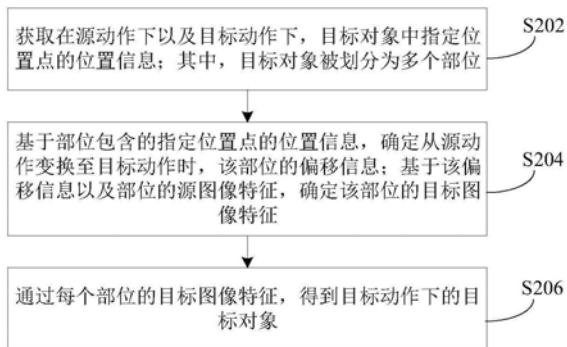 获取在源动作下以及目标动作下，目标对象中指定位
置点的位置信息；其中，目标对象被划分为多个部位
S202
基于部位包含的指定位置点的位置信息，确定从源动
作变换至目标动作时，该部位的偏移信息；基于该偏
移信息以及部位的源图像特征，确定该部位的目标图
像特征
S204
通过每个部位的目标图像特征，得到目标动作下的目
标对象
S206